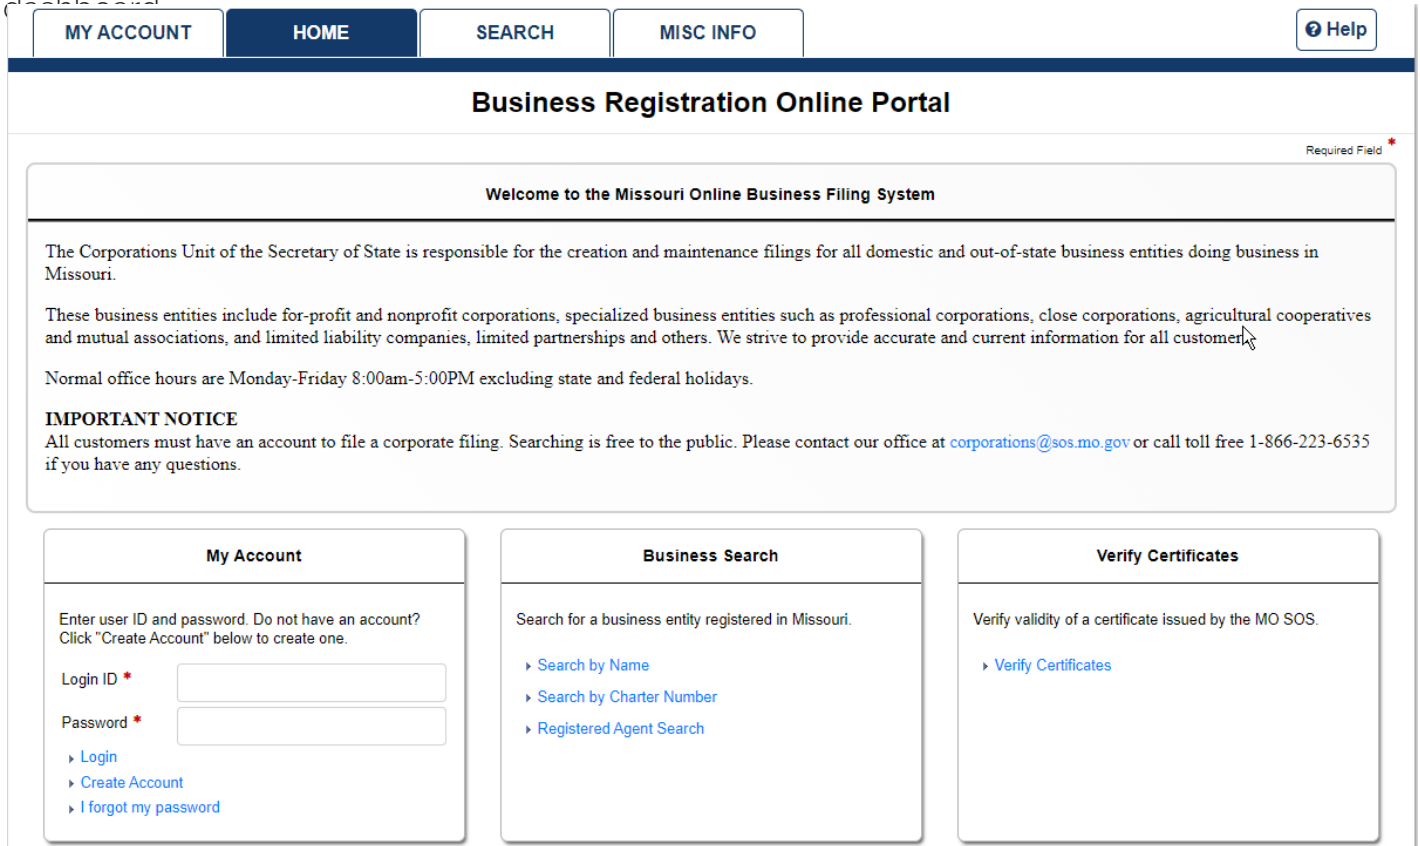 dashboard
MY ACCOUNT
HOME
SEARCH
MISC INFO
Help
Business Registration Online Portal
Required Field *
Welcome to the Missouri Online Business Filing System
The Corporations Unit of the Secretary of State is responsible for the creation and maintenance filings for all domestic and out-of-state business entities doing business in
Missouri.
These business entities include for-profit and nonprofit corporations, specialized business entities such as professional corporations, close corporations, agricultural cooperatives
and mutual associations, and limited liability companies, limited partnerships and others. We strive to provide accurate and current information for all customer
Normal office hours are Monday-Friday 8:00am-5:00PM excluding state and federal holidays.
IMPORTANT NOTICE
All customers must have an account to file a corporate filing. Searching is free to the public. Please contact our office at corporations@sos.mo.gov or call toll free 1-866-223-6535
if you have any questions.
My Account
Enter user ID and password. Do not have an account?
Click "Create Account" below to create one.
Login ID *
Password *
Login
Create Account
I forgot my password
Business Search
Search for a business entity registered in Missouri.
Search by Name
Search by Charter Number
Registered Agent Search
Verify Certificates
Verify validity of a certificate issued by the MO SOS.
Verify Certificates